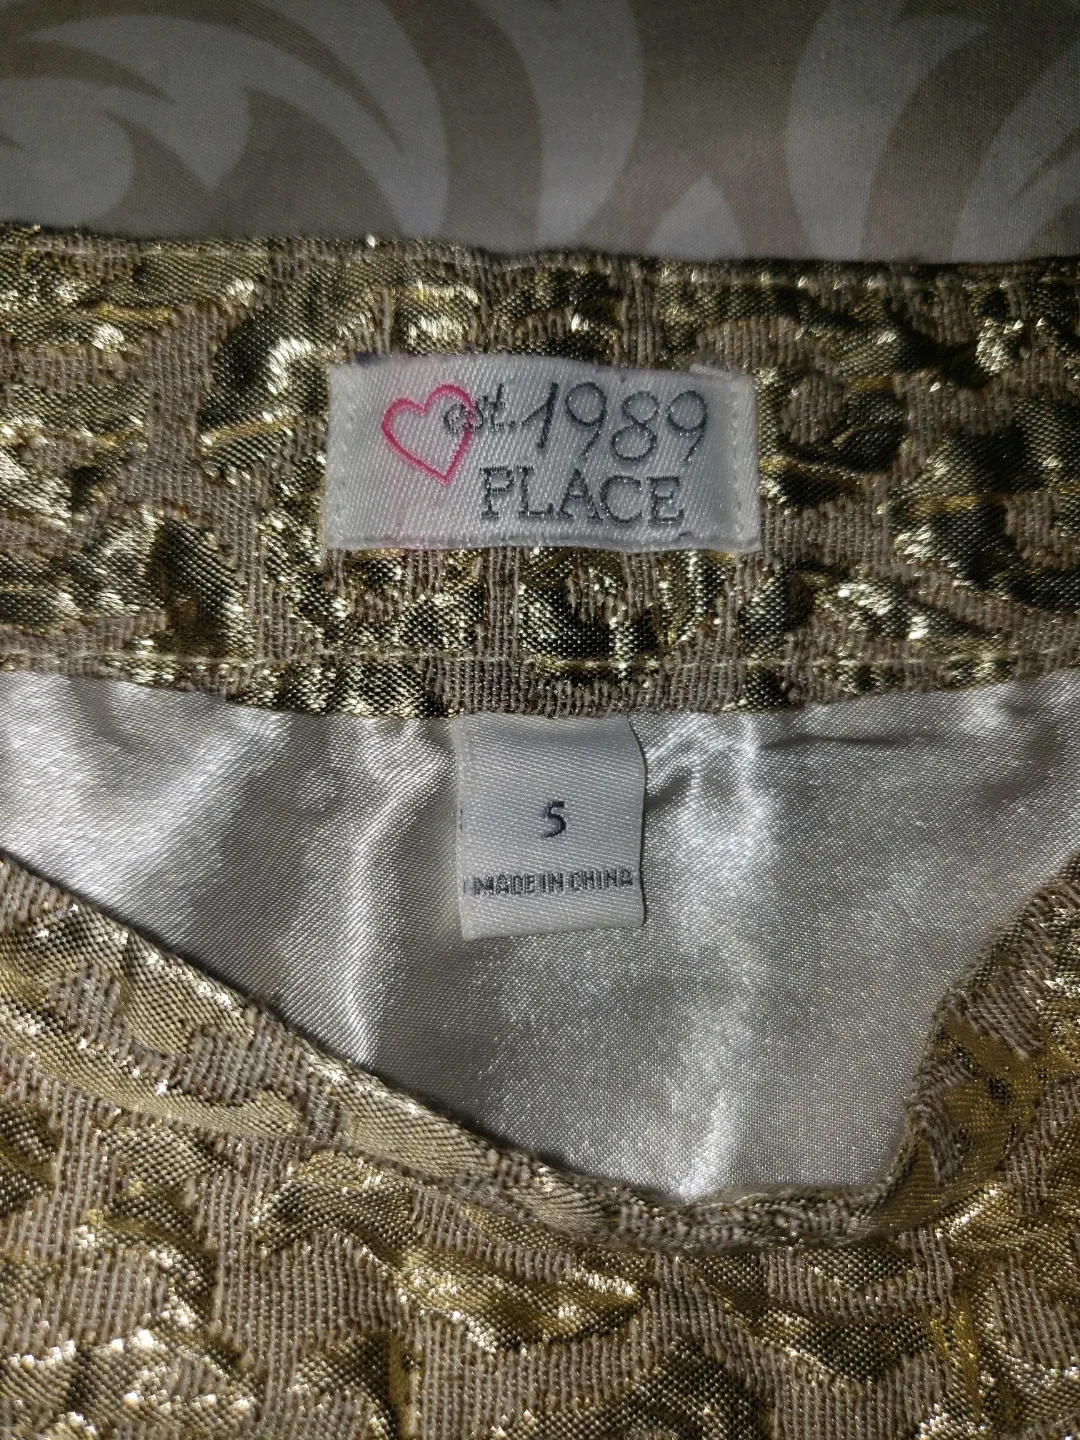 est. 1989
PLACE
5
MADE IN CHINA